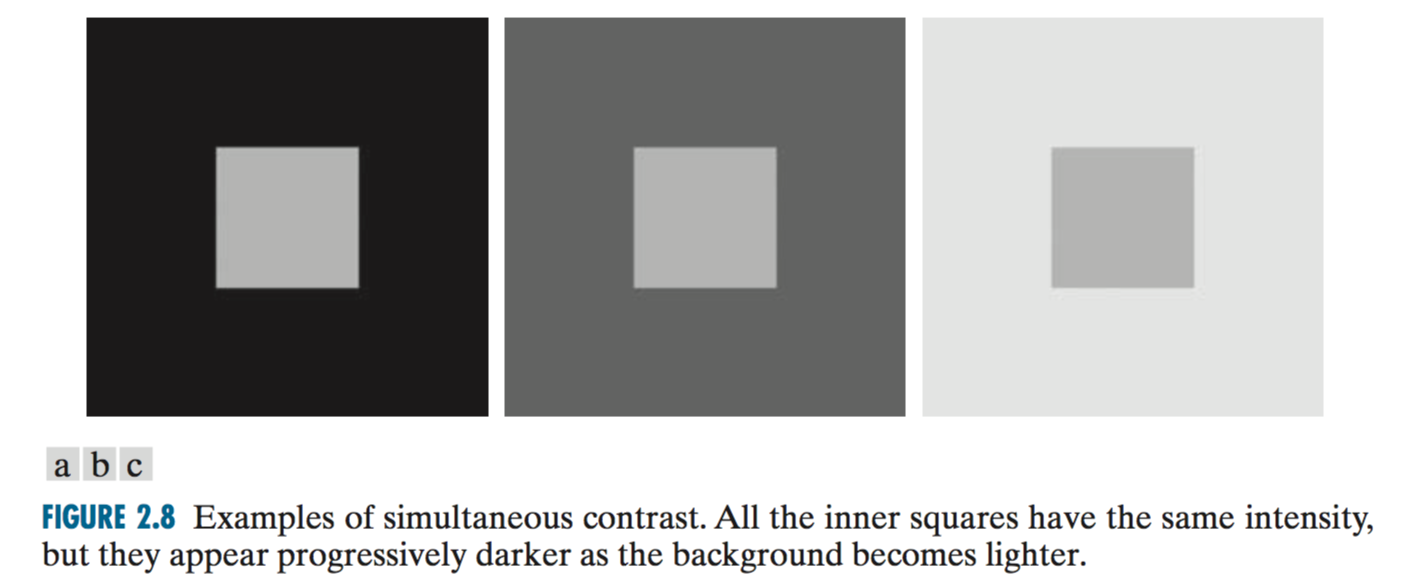 a b c
FIGURE 2.8 Examples of simultaneous contrast. All the inner squares have the same intensity,
but they appear progressively darker as the background becomes lighter.